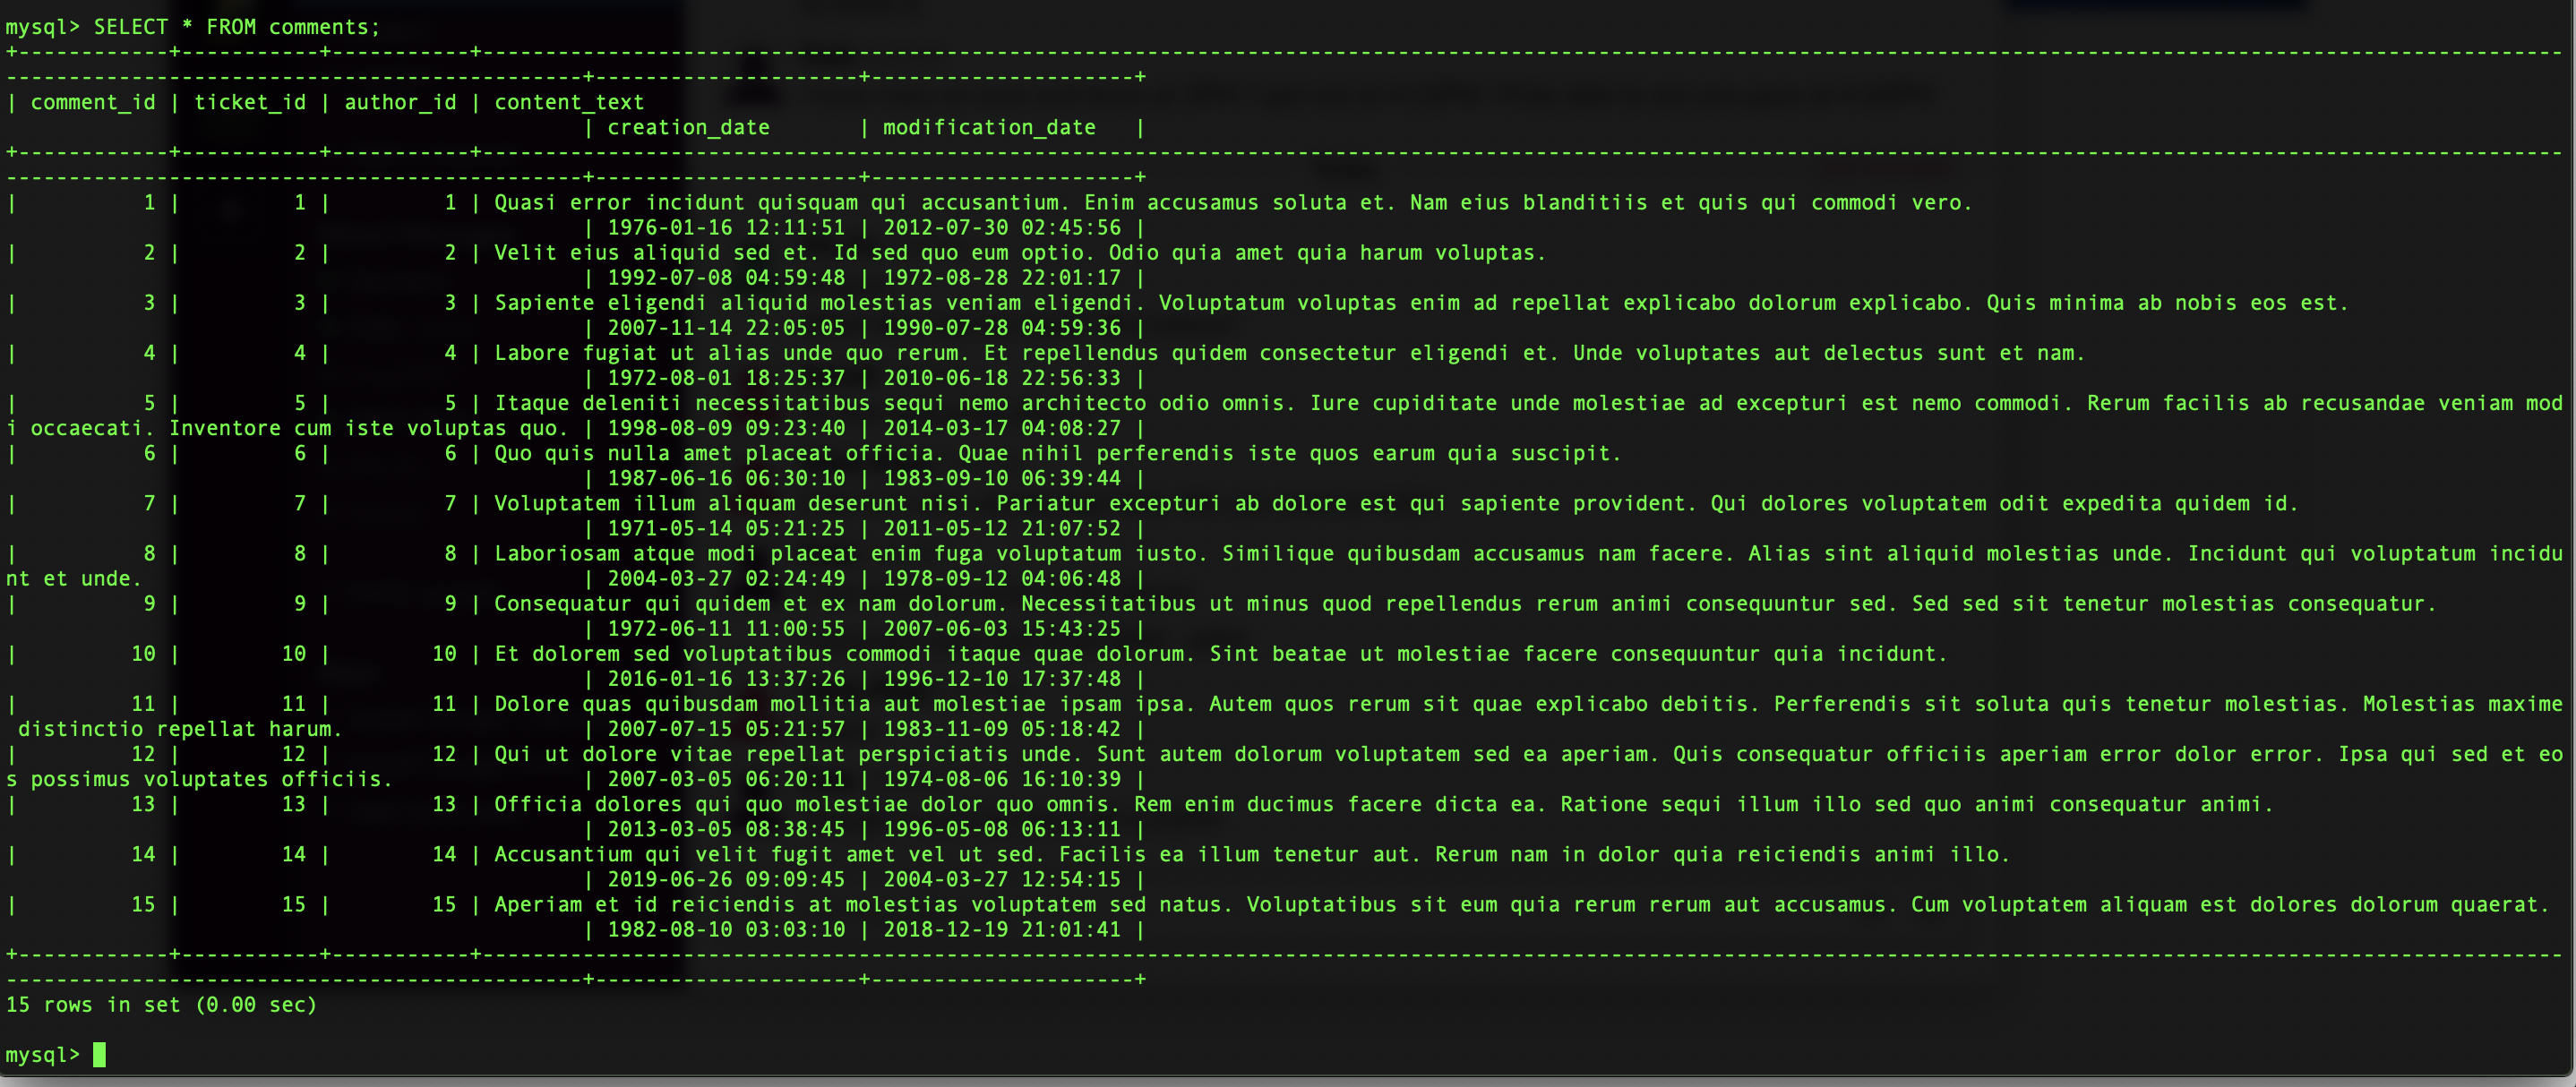 mysql> SELECT * FROM comments;
+------------+-----------+-----------+----------------------------------------------------------------------------------------------------------------------------------------------------------------------
----------------------------------------------+---------------------+---------------------+
| comment_id | ticket_id | author_id | content_text
                                              | creation_date       | modification_date   |
+------------+-----------+-----------+----------------------------------------------------------------------------------------------------------------------------------------------------------------------
----------------------------------------------+---------------------+---------------------+
|          1 |         1 |         1 | Quasi error incidunt quisquam qui accusantium. Enim accusamus soluta et. Nam eius blanditiis et quis qui commodi vero.
                                              | 1976-01-16 12:11:51 | 2012-07-30 02:45:56 |
|          2 |         2 |         2 | Velit eius aliquid sed et. Id sed quo eum optio. Odio quia amet quia harum voluptas.
                                              | 1992-07-08 04:59:48 | 1972-08-28 22:01:17 |
|          3 |         3 |         3 | Sapiente eligendi aliquid molestias veniam eligendi. Voluptatum voluptas enim ad repellat explicabo dolorum explicabo. Quis minima ab nobis eos est.
                                              | 2007-11-14 22:05:05 | 1990-07-28 04:59:36 |
|          4 |         4 |         4 | Labore fugiat ut alias unde quo rerum. Et repellendus quidem consectetur eligendi et. Unde voluptates aut delectus sunt et nam.
                                              | 1972-08-01 18:25:37 | 2010-06-18 22:56:33 |
|          5 |         5 |         5 | Itaque deleniti necessitatibus sequi nemo architecto odio omnis. Iure cupiditate unde molestiae ad excepturi est nemo commodi. Rerum facilis ab recusandae veniam mod
i occaecati. Inventore cum iste voluptas quo. | 1998-08-09 09:23:40 | 2014-03-17 04:08:27 |
|          6 |         6 |         6 | Quo quis nulla amet placeat officia. Quae nihil perferendis iste quos earum quia suscipit.
                                              | 1987-06-16 06:30:10 | 1983-09-10 06:39:44 |
|          7 |         7 |         7 | Voluptatem illum aliquam deserunt nisi. Pariatur excepturi ab dolore est qui sapiente provident. Qui dolores voluptatem odit expedita quidem id.
                                              | 1971-05-14 05:21:25 | 2011-05-12 21:07:52 |
|          8 |         8 |         8 | Laboriosam atque modi placeat enim fuga voluptatum iusto. Similique quibusdam accusamus nam facere. Alias sint aliquid molestias unde. Incidunt qui voluptatum incidu
nt et unde.                                   | 2004-03-27 02:24:49 | 1978-09-12 04:06:48 |
|          9 |         9 |         9 | Consequatur qui quidem et ex nam dolorum. Necessitatibus ut minus quod repellendus rerum animi consequuntur sed. Sed sed sit tenetur molestias consequatur.
                                              | 1972-06-11 11:00:55 | 2007-06-03 15:43:25 |
|         10 |        10 |        10 | Et dolorem sed voluptatibus commodi itaque quae dolorum. Sint beatae ut molestiae facere consequuntur quia incidunt.
                                              | 2016-01-16 13:37:26 | 1996-12-10 17:37:48 |
|         11 |        11 |        11 | Dolore quas quibusdam mollitia aut molestiae ipsam ipsa. Autem quos rerum sit quae explicabo debitis. Perferendis sit soluta quis tenetur molestias. Molestias maxime
 distinctio repellat harum.                   | 2007-07-15 05:21:57 | 1983-11-09 05:18:42 |
|         12 |        12 |        12 | Qui ut dolore vitae repellat perspiciatis unde. Sunt autem dolorum voluptatem sed ea aperiam. Quis consequatur officiis aperiam error dolor error. Ipsa qui sed et eo
s possimus voluptates officiis.               | 2007-03-05 06:20:11 | 1974-08-06 16:10:39 |
|         13 |        13 |        13 | Officia dolores qui quo molestiae dolor quo omnis. Rem enim ducimus facere dicta ea. Ratione sequi illum illo sed quo animi consequatur animi.
                                              | 2013-03-05 08:38:45 | 1996-05-08 06:13:11 |
|         14 |        14 |        14 | Accusantium qui velit fugit amet vel ut sed. Facilis ea illum tenetur aut. Rerum nam in dolor quia reiciendis animi illo.
                                              | 2019-06-26 09:09:45 | 2004-03-27 12:54:15 |
|         15 |        15 |        15 | Aperiam et id reiciendis at molestias voluptatem sed natus. Voluptatibus sit eum quia rerum rerum aut accusamus. Cum voluptatem aliquam est dolores dolorum quaerat.
                                              | 1982-08-10 03:03:10 | 2018-12-19 21:01:41 |
+------------+-----------+-----------+----------------------------------------------------------------------------------------------------------------------------------------------------------------------
----------------------------------------------+---------------------+---------------------+
15 rows in set (0.00 sec)
mysql>